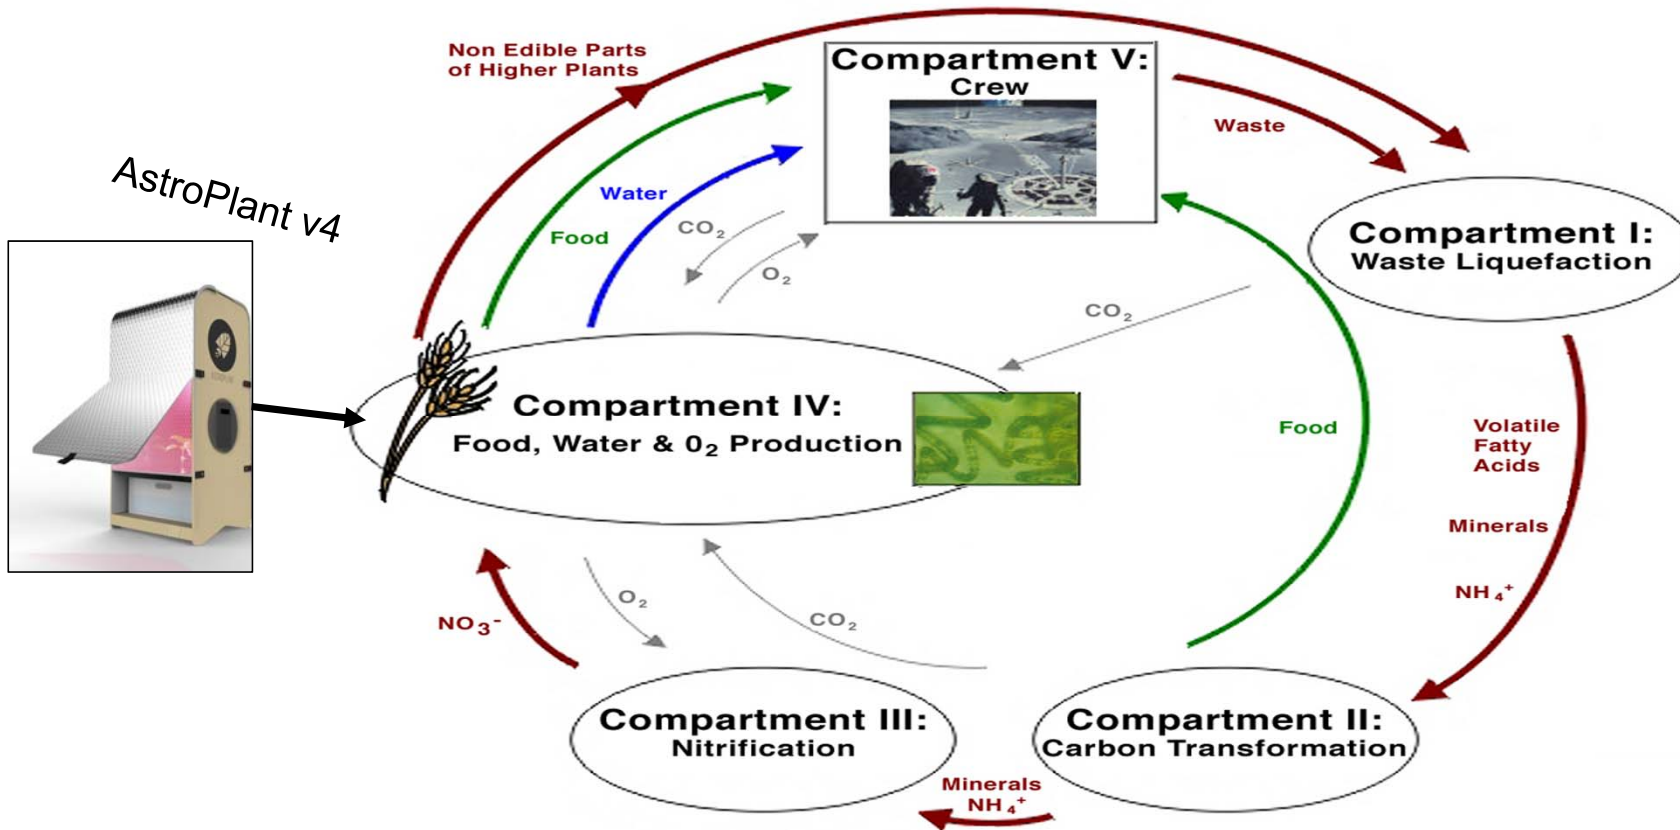 Non Edible Parts
of Higher Plants
Compartment V:
Crew
Waste
AstroPlant v4
Water
Food
CO₂
O₂
Compartment I:
Waste Liquefaction
CO₂
Compartment IV:
Food, Water & 0₂ Production
Food
Volatile
Fatty
Acids
Minerals
NH₄⁺
NO₃⁻
O₂
CO₂
Compartment III:
Nitrification
Compartment II:
Carbon Transformation
Minerals
NH₄⁺